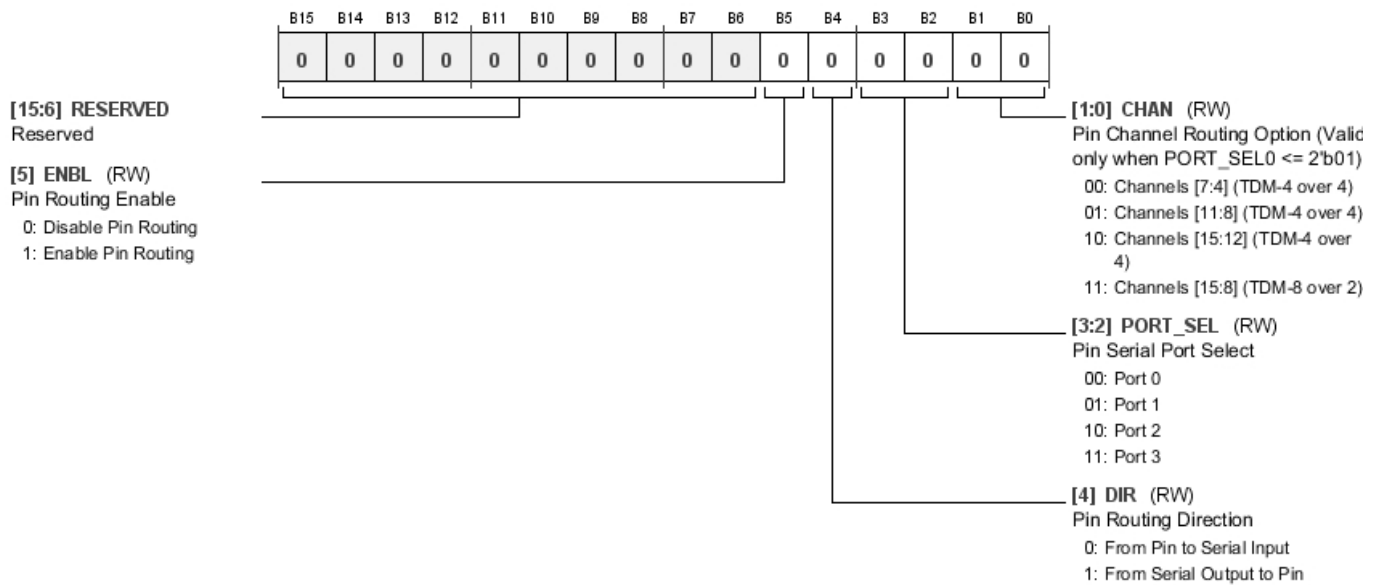 B15 B14 B13 B12 B11 B10 B9 B8 B7 B6 B5 B4 B3 B2 B1 B0
0 0 0 0 0 0 0 0 0 0 0 0 0 0 0 0
[15:6] RESERVED
Reserved
[5] ENBL (RW)
Pin Routing Enable
0: Disable Pin Routing
1: Enable Pin Routing
[1:0] CHAN (RW)
Pin Channel Routing Option (Valid
only when PORT_SEL0 <= 2'b01)
00: Channels [7:4] (TDM-4 over 4)
01: Channels [11:8] (TDM-4 over 4)
10: Channels [15:12] (TDM-4 over
4)
11: Channels [15:8] (TDM-8 over 2)
[3:2] PORT_SEL (RW)
Pin Serial Port Select
00: Port 0
01: Port 1
10: Port 2
11: Port 3
[4] DIR (RW)
Pin Routing Direction
0: From Pin to Serial Input
1: From Serial Output to Pin